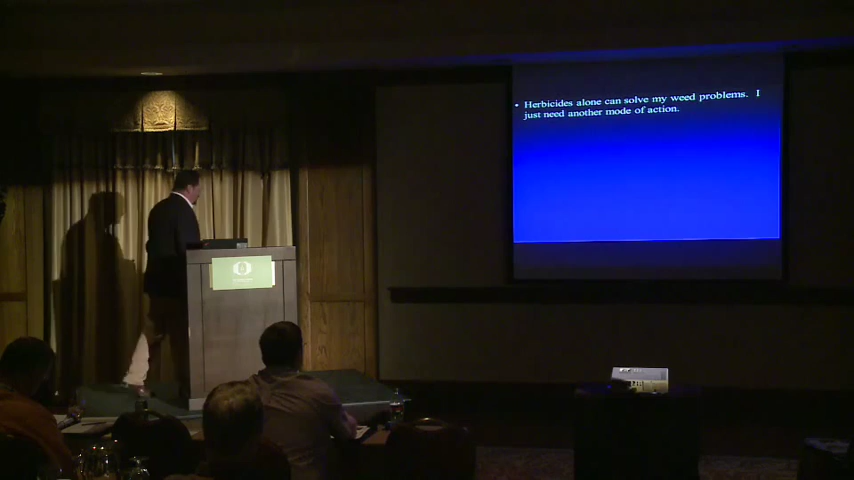 • Herbicides alone can solve my weed problems. I
just need another mode of action.